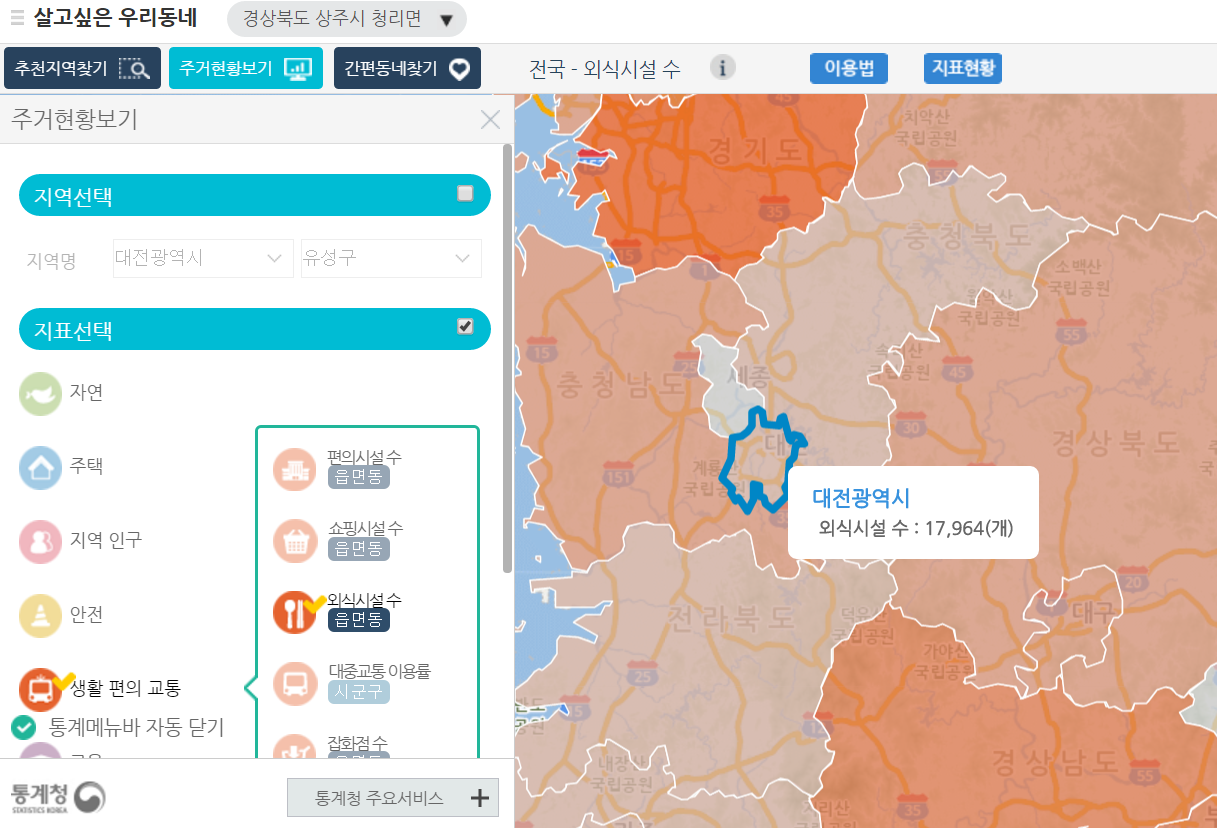 살고싶은 우리동네
경상북도 상주시 청리면 ▼
추천지역찾기
주거현황보기
간편동네찾기
전국 - 외식시설 수
i
이용법
지표현황
주거현황보기
지역선택
지역명
대전광역시
유성구
지표선택
자연
주택
지역 인구
안전
생활 편의 교통
통계메뉴바 자동 닫기
편의시설 수
읍면동
쇼핑시설 수
읍면동
외식시설 수
읍면동
대중교통 이용률
시군구
잡화점 수
통계청
STATISTICS KOREA
통계청 주요서비스 +
치악산
국립공원
경기도
55
35
15
1
충청북도
소백산
국립공원
월악산
국립공원
55
15
25
세종
속리산
국립공원
45
충청남도
30
경상북도
대전
계룡산
국립공원
151
대전광역시
외식시설 수 : 17,964(개)
20
대구
전라북도
덕유산
국립공원
가야산
국립공원
25
15
12
내장산
국립공원
경상남도
55
지리산
국립공원
35